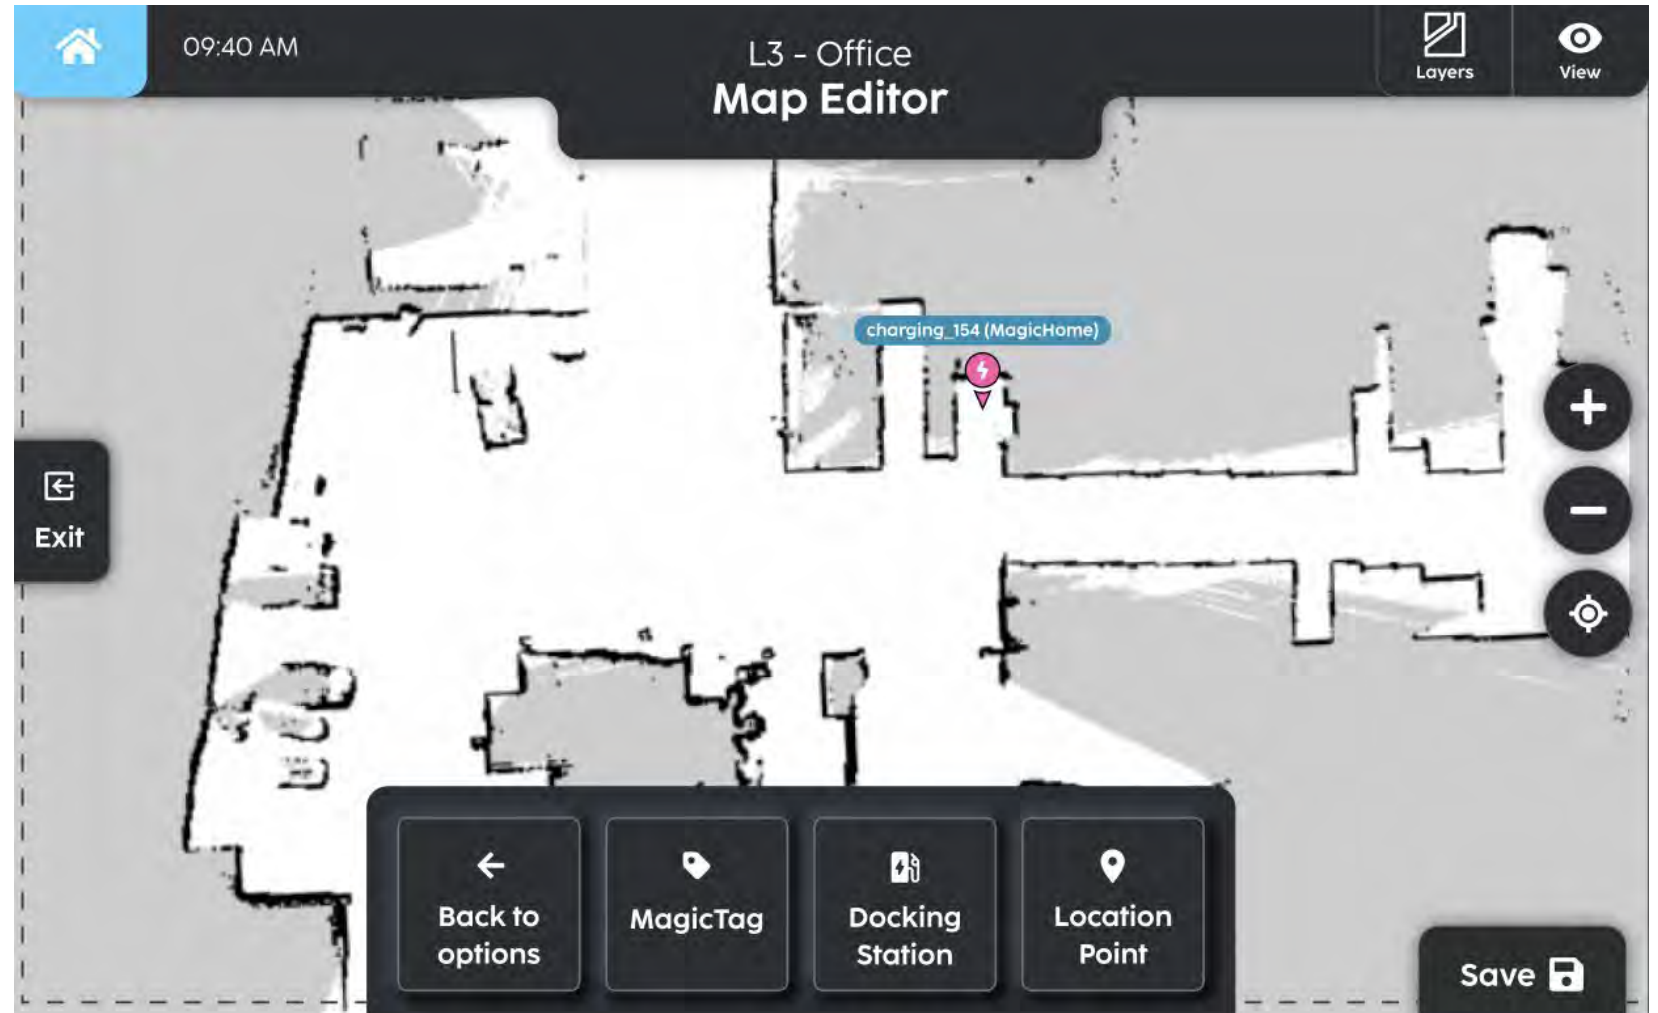 09:40 AM
L3 - Office
Map Editor
Layers
View
charging_154 (MagicHome)
Exit
Back to
options
MagicTag
Docking
Station
Location
Point
Save